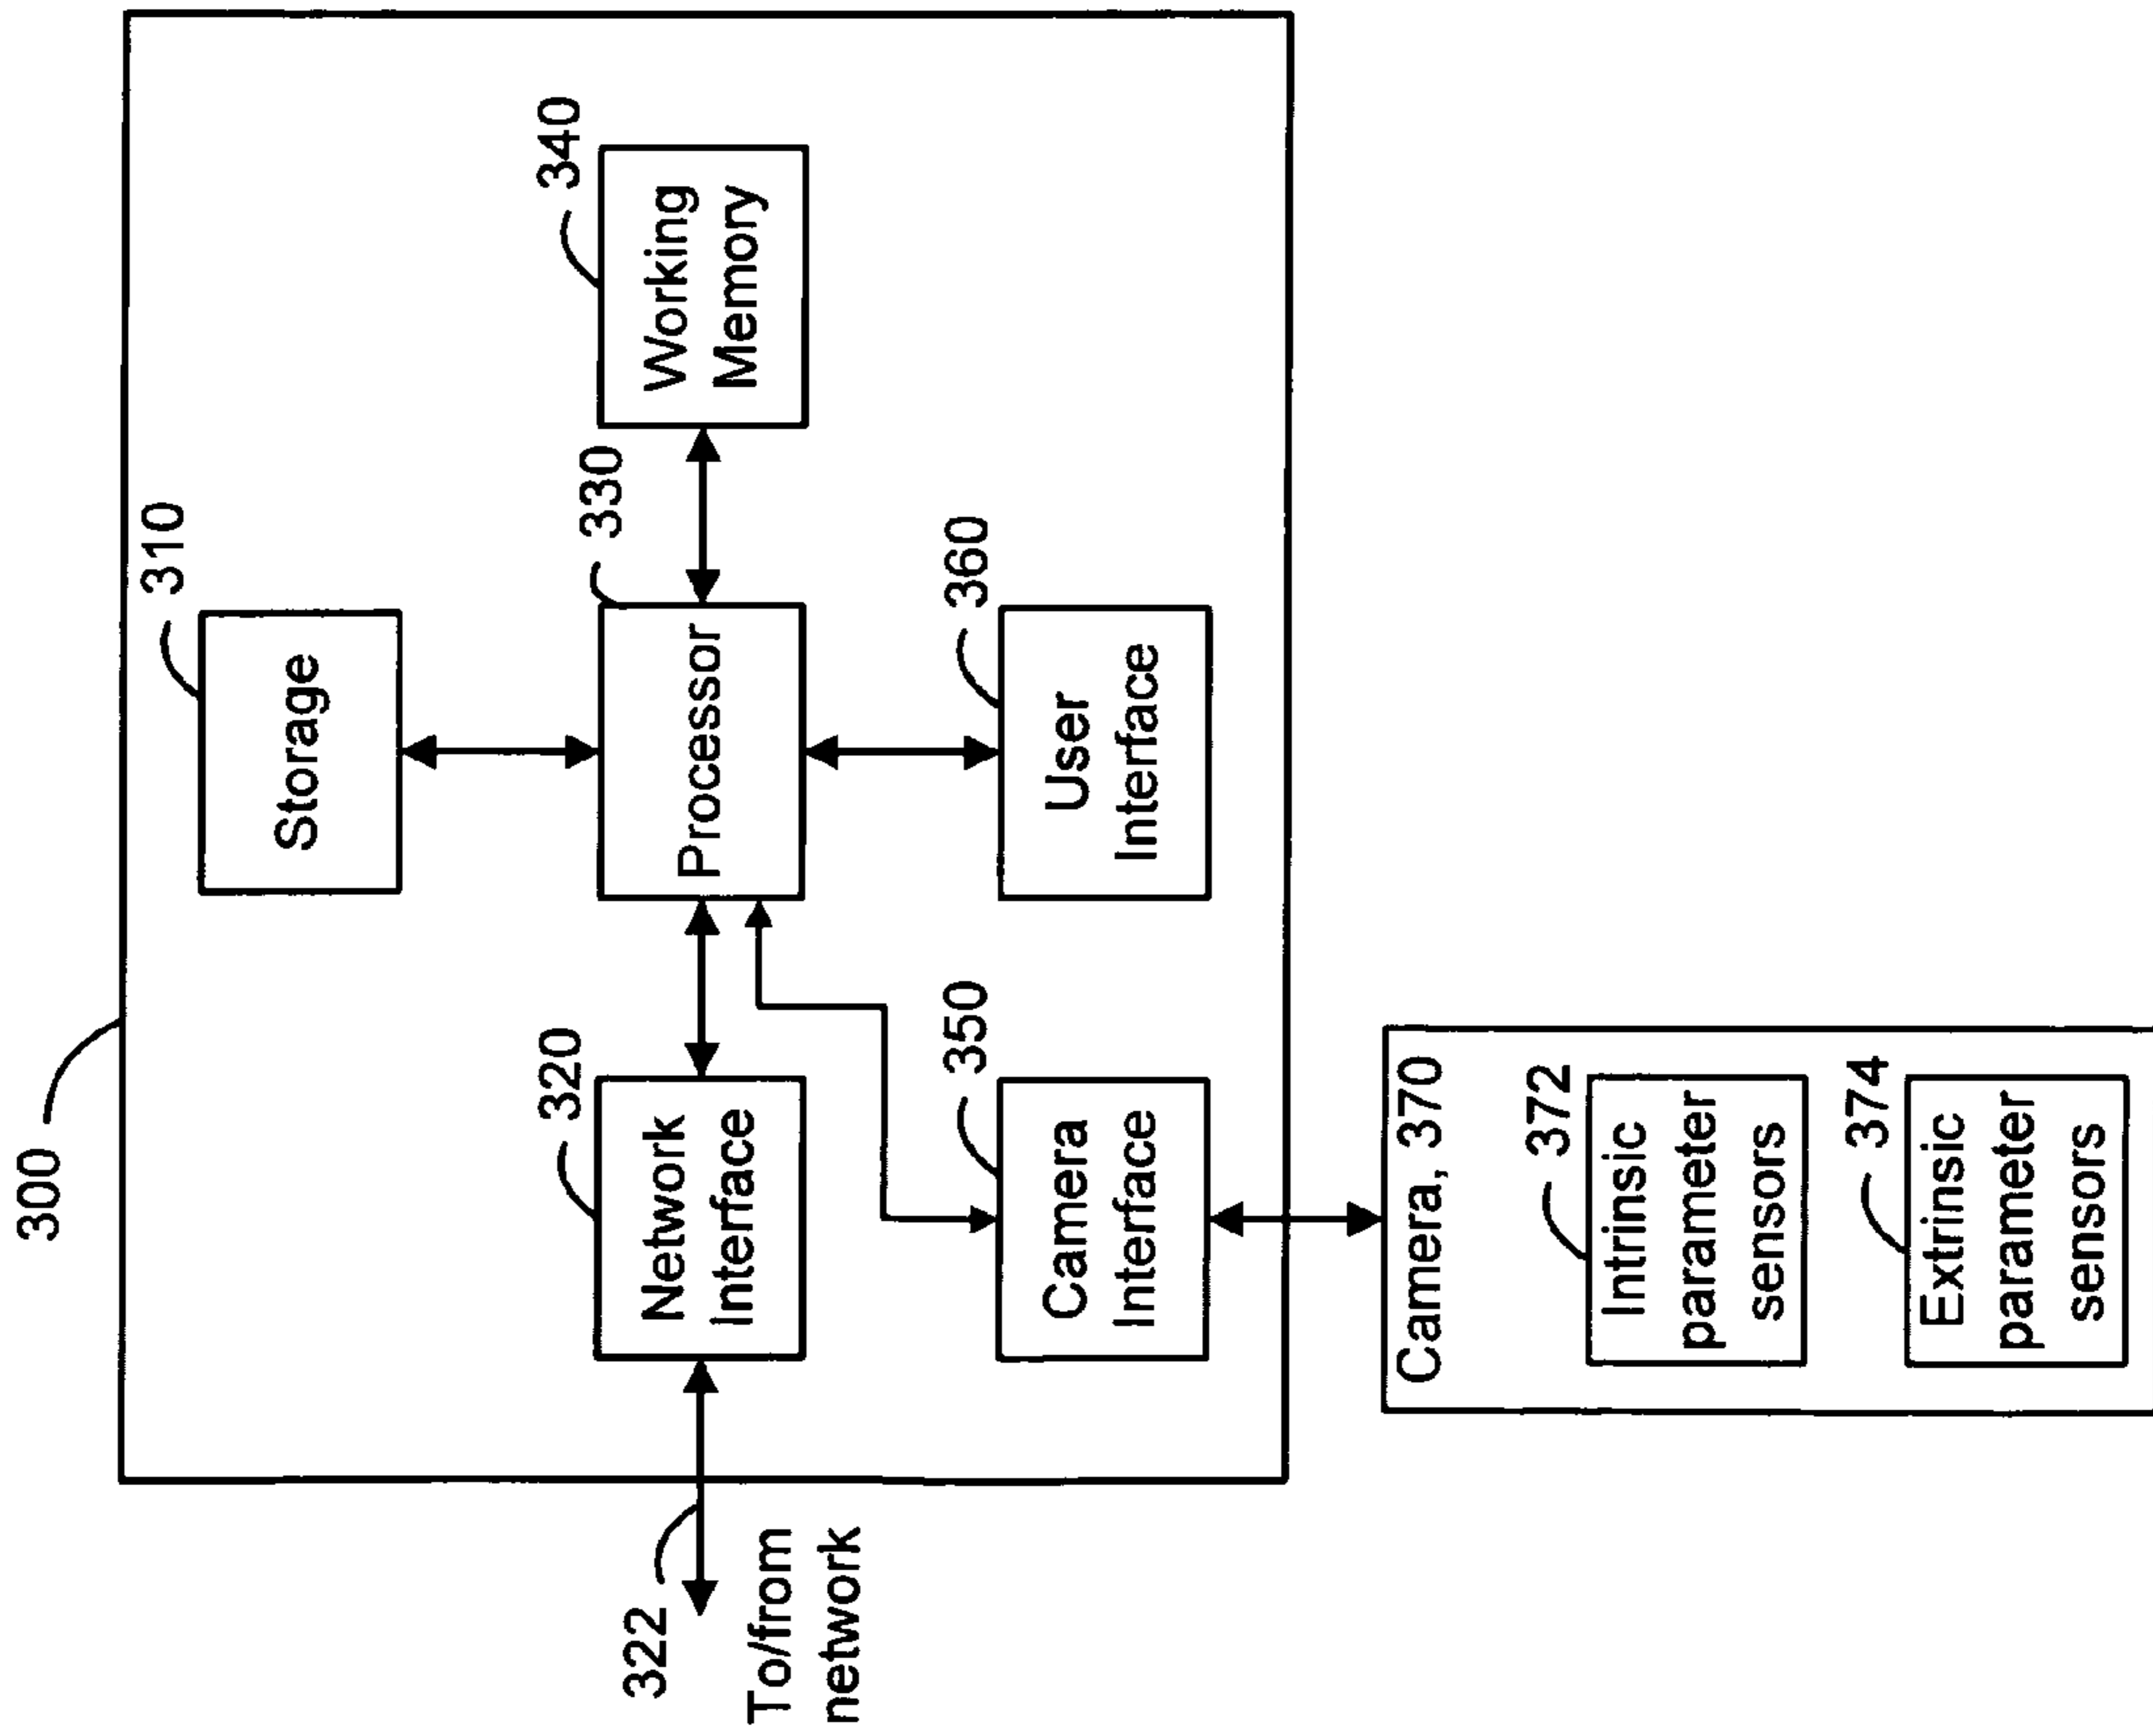 300
310
Storage
340
Working
Memory
330
Processor
320
Network
Interface
322
To/from
network
360
User
Interface
350
Camera
Interface
Camera, 370
372
Intrinsic
parameter
sensors
374
Extrinsic
parameter
sensors